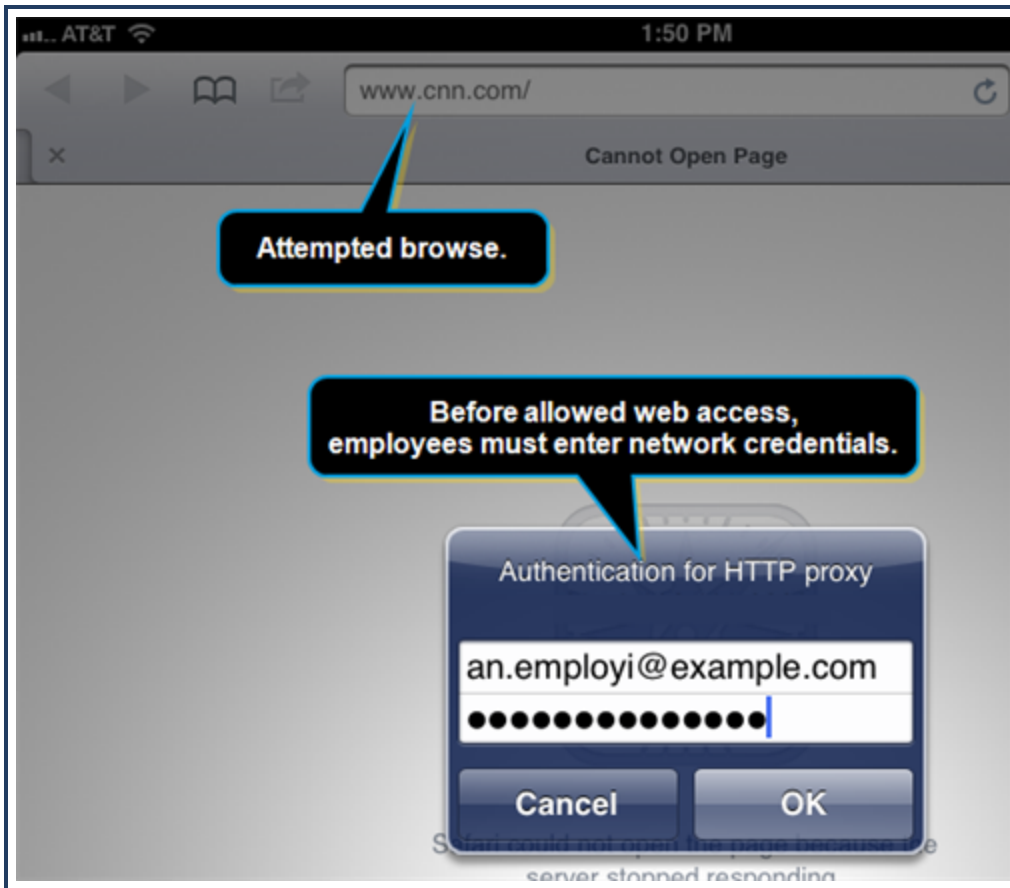 AT&T
1:50 PM
www.cnn.com/
Cannot Open Page
Attempted browse.
Before allowed web access,
employees must enter network credentials.
Authentication for HTTP proxy
an.employi@example.com
Cancel
OK
Safari could not open the page because the
server stopped responding.